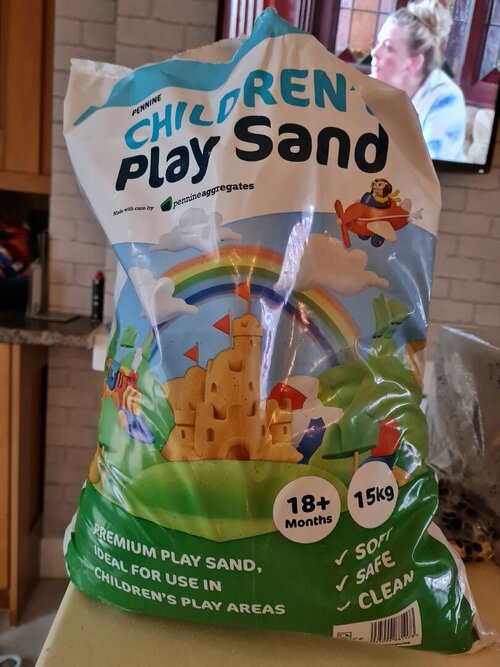 PENNINE
CHILDREN'S
Play Sand
Made with care by pennineaggregates
18+
Months
15kg
PREMIUM PLAY SAND,
IDEAL FOR USE IN
CHILDREN'S PLAY AREAS
✓ SOFT
✓ SAFE
✓ CLEAN